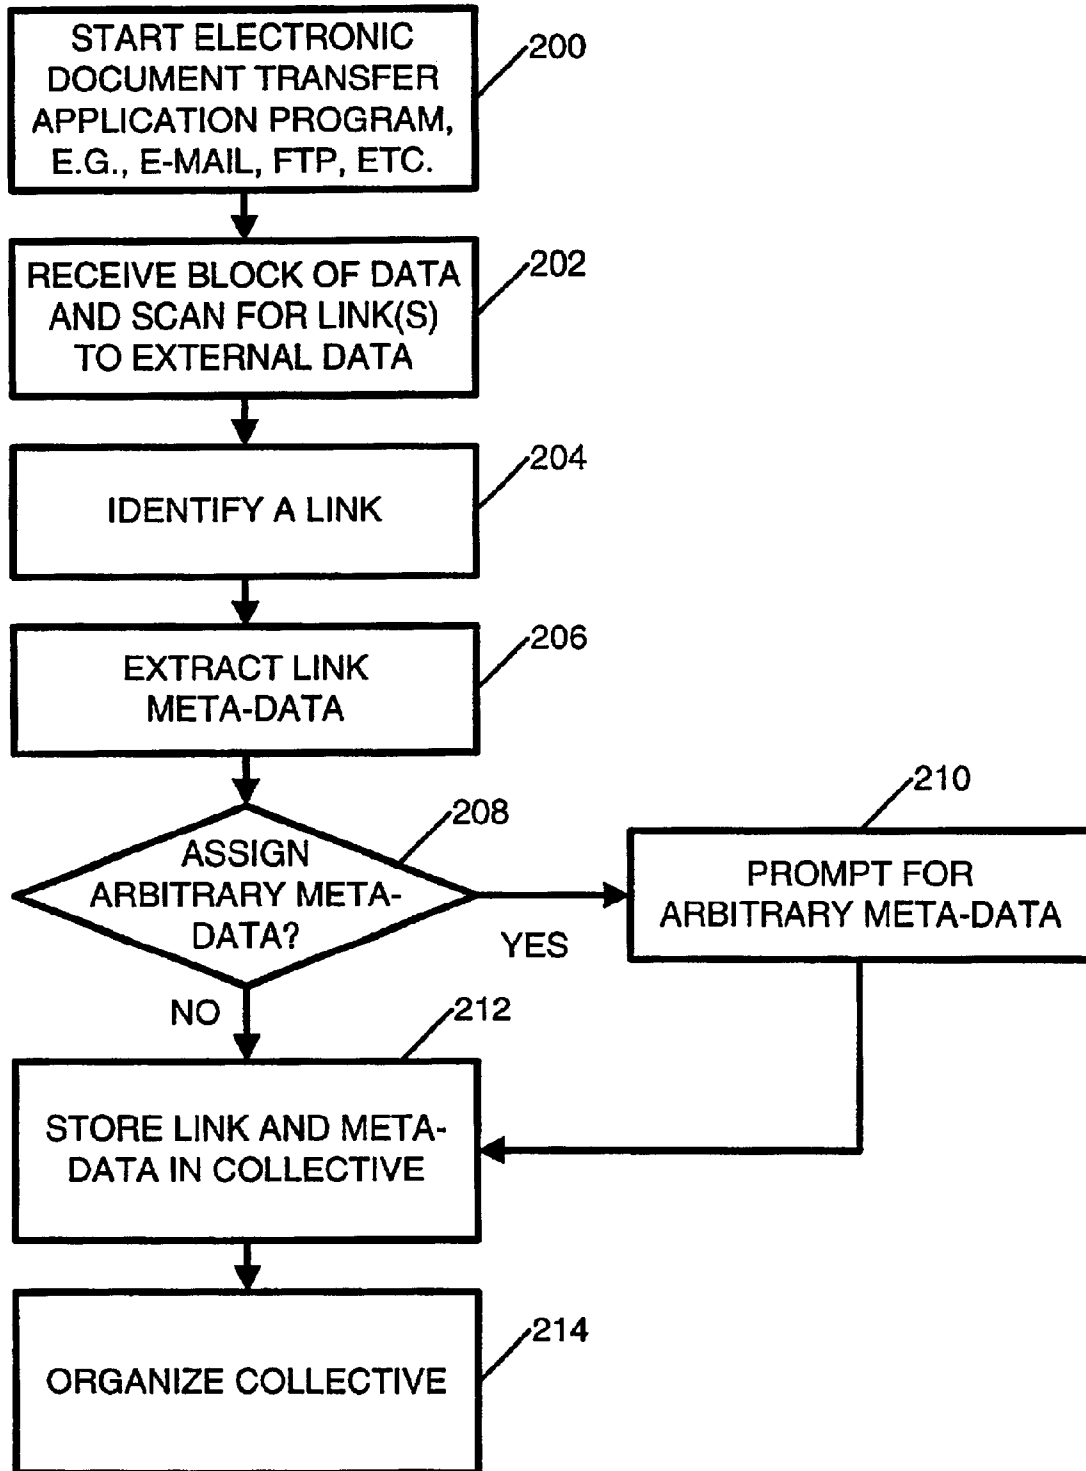 START ELECTRONIC
DOCUMENT TRANSFER
APPLICATION PROGRAM,
E.G., E-MAIL, FTP, ETC.
200
RECEIVE BLOCK OF DATA
AND SCAN FOR LINK(S)
TO EXTERNAL DATA
202
IDENTIFY A LINK
204
EXTRACT LINK
META-DATA
206
ASSIGN
ARBITRARY META-
DATA?
208
YES
NO
PROMPT FOR
ARBITRARY META-DATA
210
STORE LINK AND META-
DATA IN COLLECTIVE
212
ORGANIZE COLLECTIVE
214